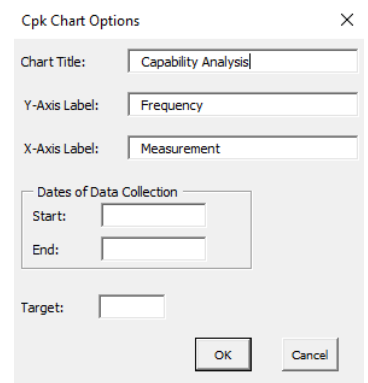 Cpk Chart Options
Chart Title: Capability Analysis
Y-Axis Label: Frequency
X-Axis Label: Measurement
Dates of Data Collection
Start:
End:
Target:
OK Cancel